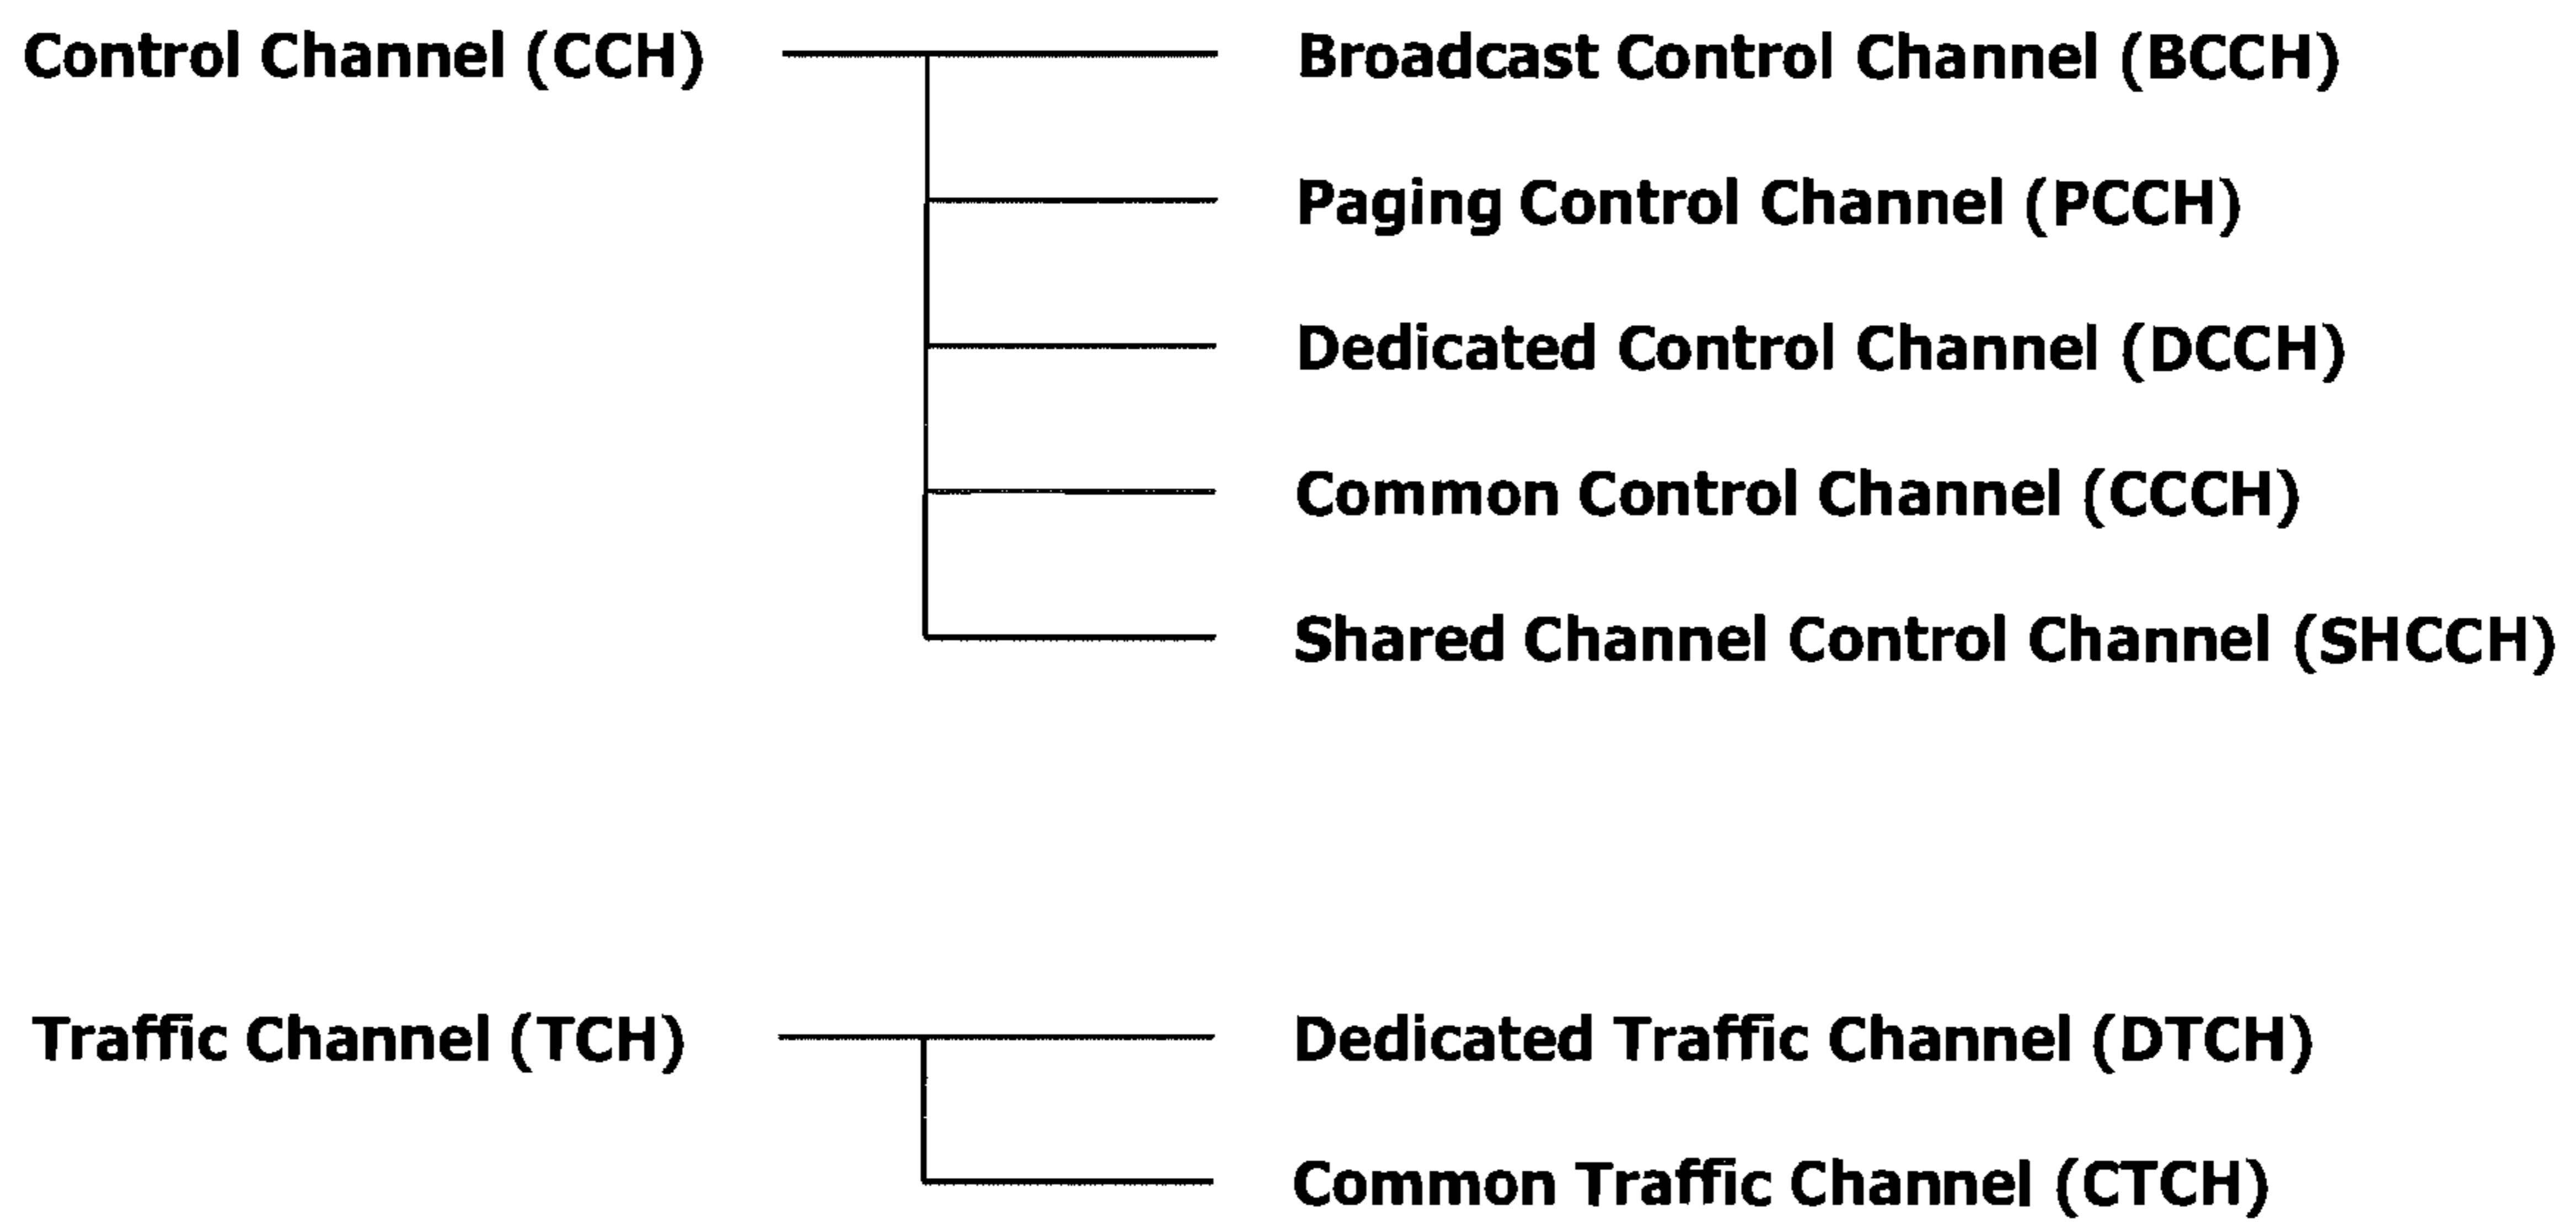 Control Channel (CCH)
Broadcast Control Channel (BCCH)
Paging Control Channel (PCCH)
Dedicated Control Channel (DCCH)
Common Control Channel (CCCH)
Shared Channel Control Channel (SHCCH)
Traffic Channel (TCH)
Dedicated Traffic Channel (DTCH)
Common Traffic Channel (CTCH)